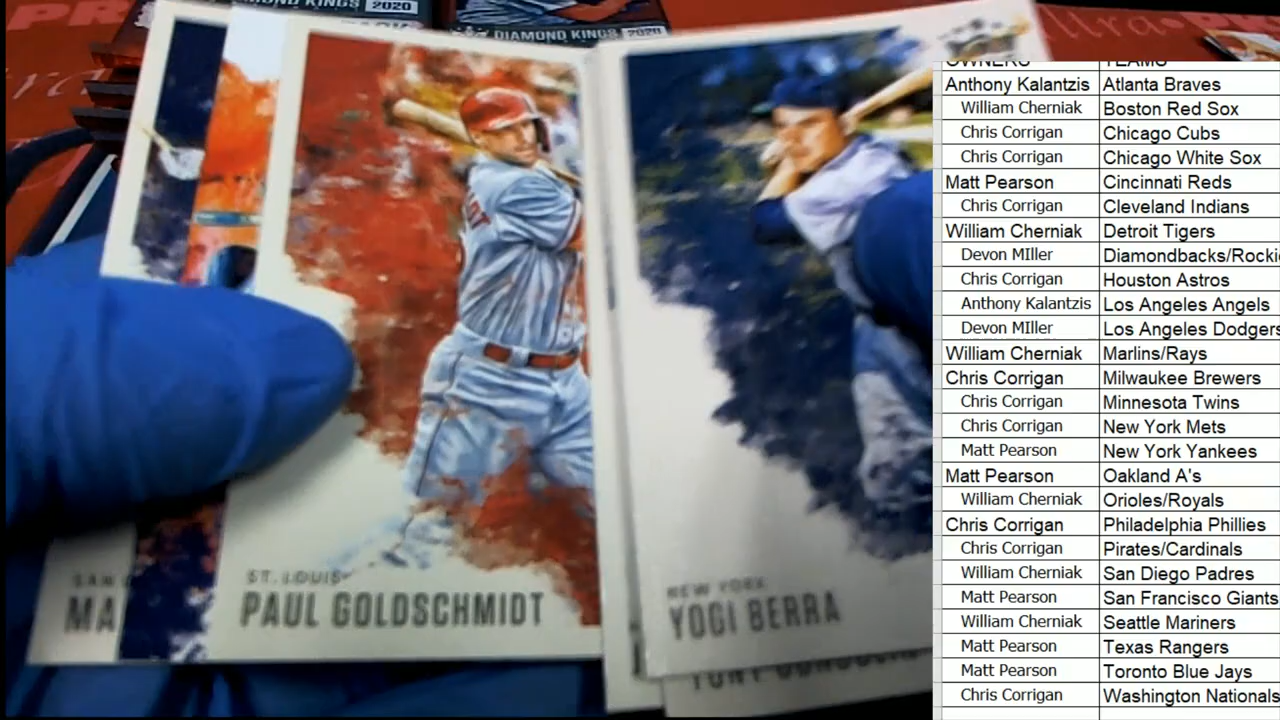 DIAMOND KINGS 2020
DIAMOND KINGS 2020
ST. LOUIS
PAUL GOLDSCHMIDT
SAN
MA
NEW YORK
YOGI BERRA
TONY
OWNERS TEAMS
Anthony Kalantzis Atlanta Braves
William Cherniak Boston Red Sox
Chris Corrigan Chicago Cubs
Chris Corrigan Chicago White Sox
Matt Pearson Cincinnati Reds
Chris Corrigan Cleveland Indians
William Cherniak Detroit Tigers
Devon MIller Diamondbacks/Rocki
Chris Corrigan Houston Astros
Anthony Kalantzis Los Angeles Angels
Devon MIller Los Angeles Dodgers
William Cherniak Marlins/Rays
Chris Corrigan Milwaukee Brewers
Chris Corrigan Minnesota Twins
Chris Corrigan New York Mets
Matt Pearson New York Yankees
Matt Pearson Oakland A's
William Cherniak Orioles/Royals
Chris Corrigan Philadelphia Phillies
Chris Corrigan Pirates/Cardinals
William Cherniak San Diego Padres
Matt Pearson San Francisco Giants
William Cherniak Seattle Mariners
Matt Pearson Texas Rangers
Matt Pearson Toronto Blue Jays
Chris Corrigan Washington Nationals